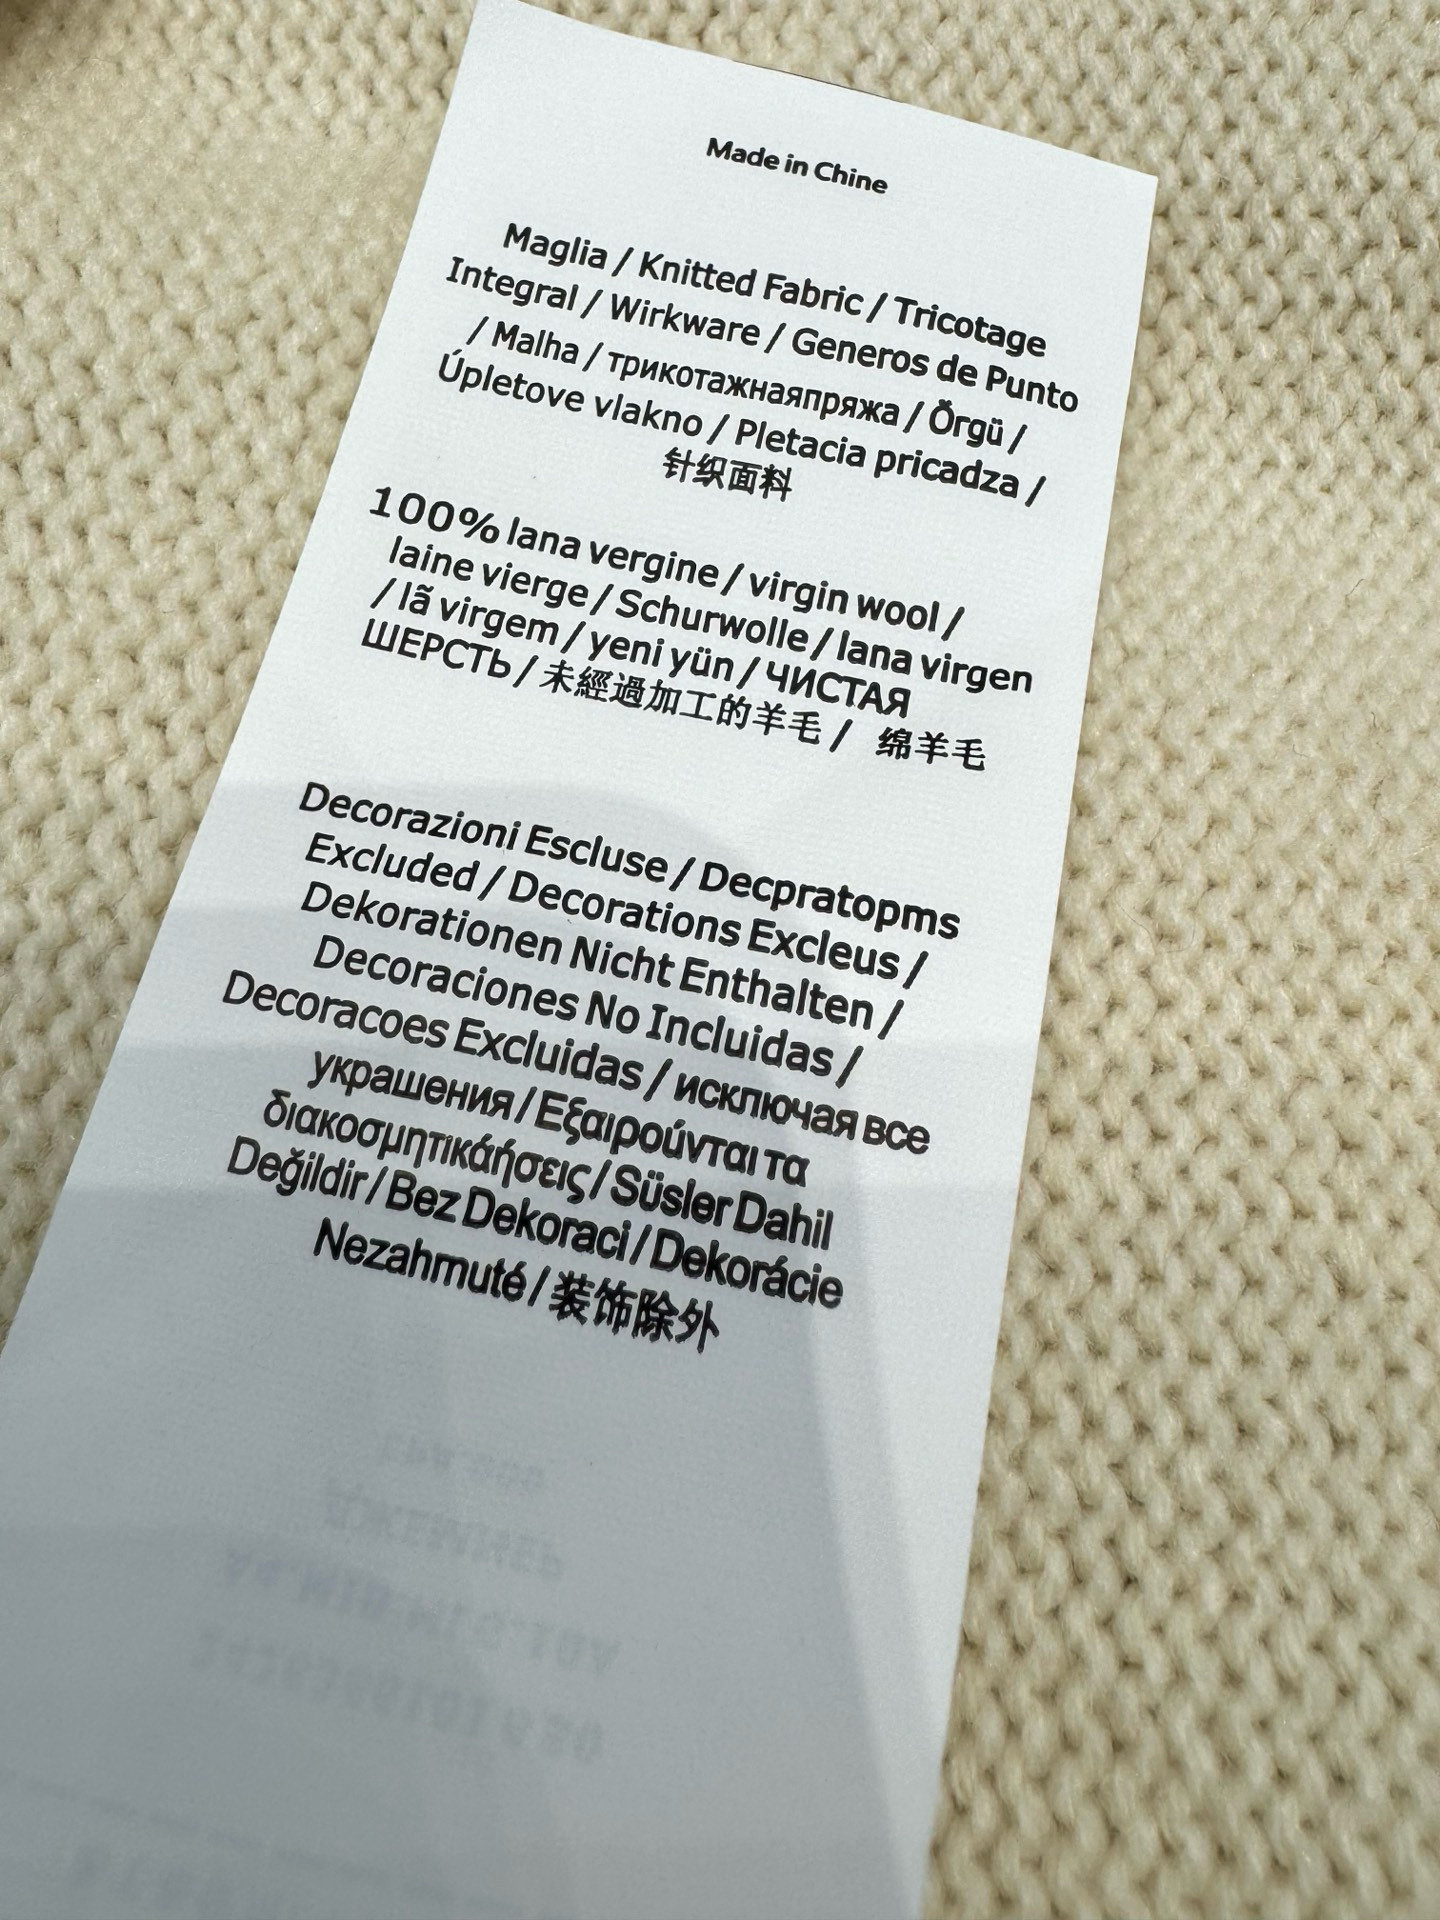 Made in Chine
Maglia / Knitted Fabric / Tricotage
Integral / Wirkware / Generos de Punto
/ Malha / трикотажнаяпряжа / Örgü /
Úpletove vlakno / Pletacia pricadza /
针织面料
100% lana vergine / virgin wool /
laine vierge / Schurwolle / lana virgen
/ lã virgem / yeni yün / ЧИСТАЯ
ШЕРСТЬ / 未經過加工的羊毛 / 绵羊毛
Decorazioni Escluse / Decpratopms
Excluded / Decorations Excleus /
Dekorationen Nicht Enthalten /
Decoraciones No Incluidas /
Decoracoes Excluidas / исключая все
украшения / Εξαιρούνται τα
διακοσμητικάήσεις / Süsler Dahil
Değildir / Bez Dekoraci / Dekorácie
Nezahrnuté / 装饰除外